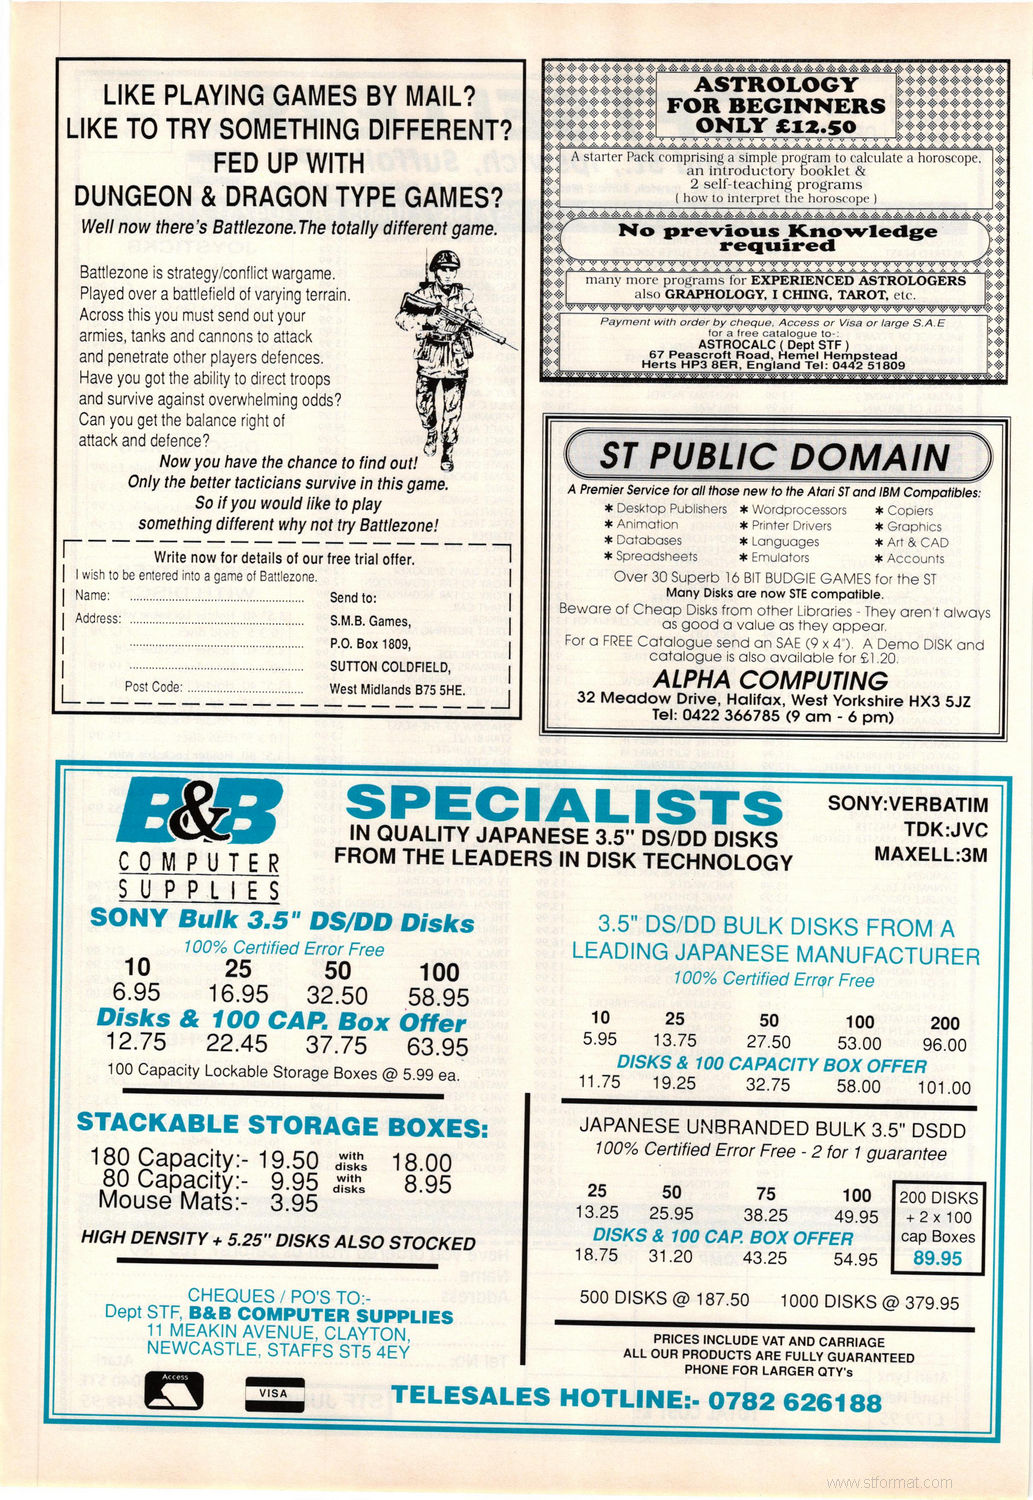 LIKE PLAYING GAMES BY MAIL?
LIKE TO TRY SOMETHING DIFFERENT?
FED UP WITH
DUNGEON & DRAGON TYPE GAMES?
Well now there's Battlezone. The totally different game.
Battlezone is strategy/conflict wargame.
Played over a battlefield of varying terrain.
Across this you must send out your
armies, tanks and cannons to attack
and penetrate other players defences.
Have you got the ability to direct troops
and survive against overwhelming odds?
Can you get the balance right of
attack and defence?
Now you have the chance to find out!
Only the better tacticians survive in this game.
So if you would like to play
something different why not try Battlezone!
Write now for details of our free trial offer.
I wish to be entered into a game of Battlezone.
Name: ............................................ Send to:
Address: ............................................ S.M.B. Games,
............................................ P.O. Box 1809,
............................................ SUTTON COLDFIELD,
Post Code: ................................ West Midlands B75 5HE.
ASTROLOGY
FOR BEGINNERS
ONLY £12.50
A starter Pack comprising a simple program to calculate a horoscope,
an introductory booklet &
2 self-teaching programs
( how to interpret the horoscope )
No previous Knowledge
required
many more programs for EXPERIENCED ASTROLOGERS
also GRAPHOLOGY, I CHING, TAROT, etc.
Payment with order by cheque, Access or Visa or large S.A.E
for a free catalogue to-:
ASTROCALC ( Dept STF )
67 Peascroft Road, Hemel Hempstead
Herts HP3 8ER, England Tel: 0442 51809
ST PUBLIC DOMAIN
A Premier Service for all those new to the Atari ST and IBM Compatibles:
* Desktop Publishers * Wordprocessors * Copiers
* Animation * Printer Drivers * Graphics
* Databases * Languages * Art & CAD
* Spreadsheets * Emulators * Accounts
Over 30 Superb 16 BIT BUDGIE GAMES for the ST
Many Disks are now STE compatible.
Beware of Cheap Disks from other Libraries - They aren't always
as good a value as they appear.
For a FREE Catalogue send an SAE (9 x 4"). A Demo DISK and
catalogue is also available for £1.20.
ALPHA COMPUTING
32 Meadow Drive, Halifax, West Yorkshire HX3 5JZ
Tel: 0422 366785 (9 am - 6 pm)
B&B
COMPUTER
SUPPLIES
SPECIALISTS
IN QUALITY JAPANESE 3.5" DS/DD DISKS
FROM THE LEADERS IN DISK TECHNOLOGY
SONY:VERBATIM
TDK:JVC
MAXELL:3M
SONY Bulk 3.5" DS/DD Disks
100% Certified Error Free
10 25 50 100
6.95 16.95 32.50 58.95
Disks & 100 CAP. Box Offer
12.75 22.45 37.75 63.95
100 Capacity Lockable Storage Boxes @ 5.99 ea.
STACKABLE STORAGE BOXES:
180 Capacity:- 19.50 with disks 18.00
80 Capacity:- 9.95 with disks 8.95
Mouse Mats:- 3.95
HIGH DENSITY + 5.25" DISKS ALSO STOCKED
CHEQUES / PO'S TO:-
Dept STF, B&B COMPUTER SUPPLIES
11 MEAKIN AVENUE, CLAYTON,
NEWCASTLE, STAFFS ST5 4EY
Access
VISA
3.5" DS/DD BULK DISKS FROM A
LEADING JAPANESE MANUFACTURER
100% Certified Error Free
10 25 50 100 200
5.95 13.75 27.50 53.00 96.00
DISKS & 100 CAPACITY BOX OFFER
11.75 19.25 32.75 58.00 101.00
JAPANESE UNBRANDED BULK 3.5" DSDD
100% Certified Error Free - 2 for 1 guarantee
25 50 75 100
13.25 25.95 38.25 49.95
DISKS & 100 CAP. BOX OFFER
18.75 31.20 43.25 54.95
200 DISKS
+ 2 x 100
cap Boxes
89.95
500 DISKS @ 187.50 1000 DISKS @ 379.95
PRICES INCLUDE VAT AND CARRIAGE
ALL OUR PRODUCTS ARE FULLY GUARANTEED
PHONE FOR LARGER QTY's
TELESALES HOTLINE:- 0782 626188
www.stformat.com